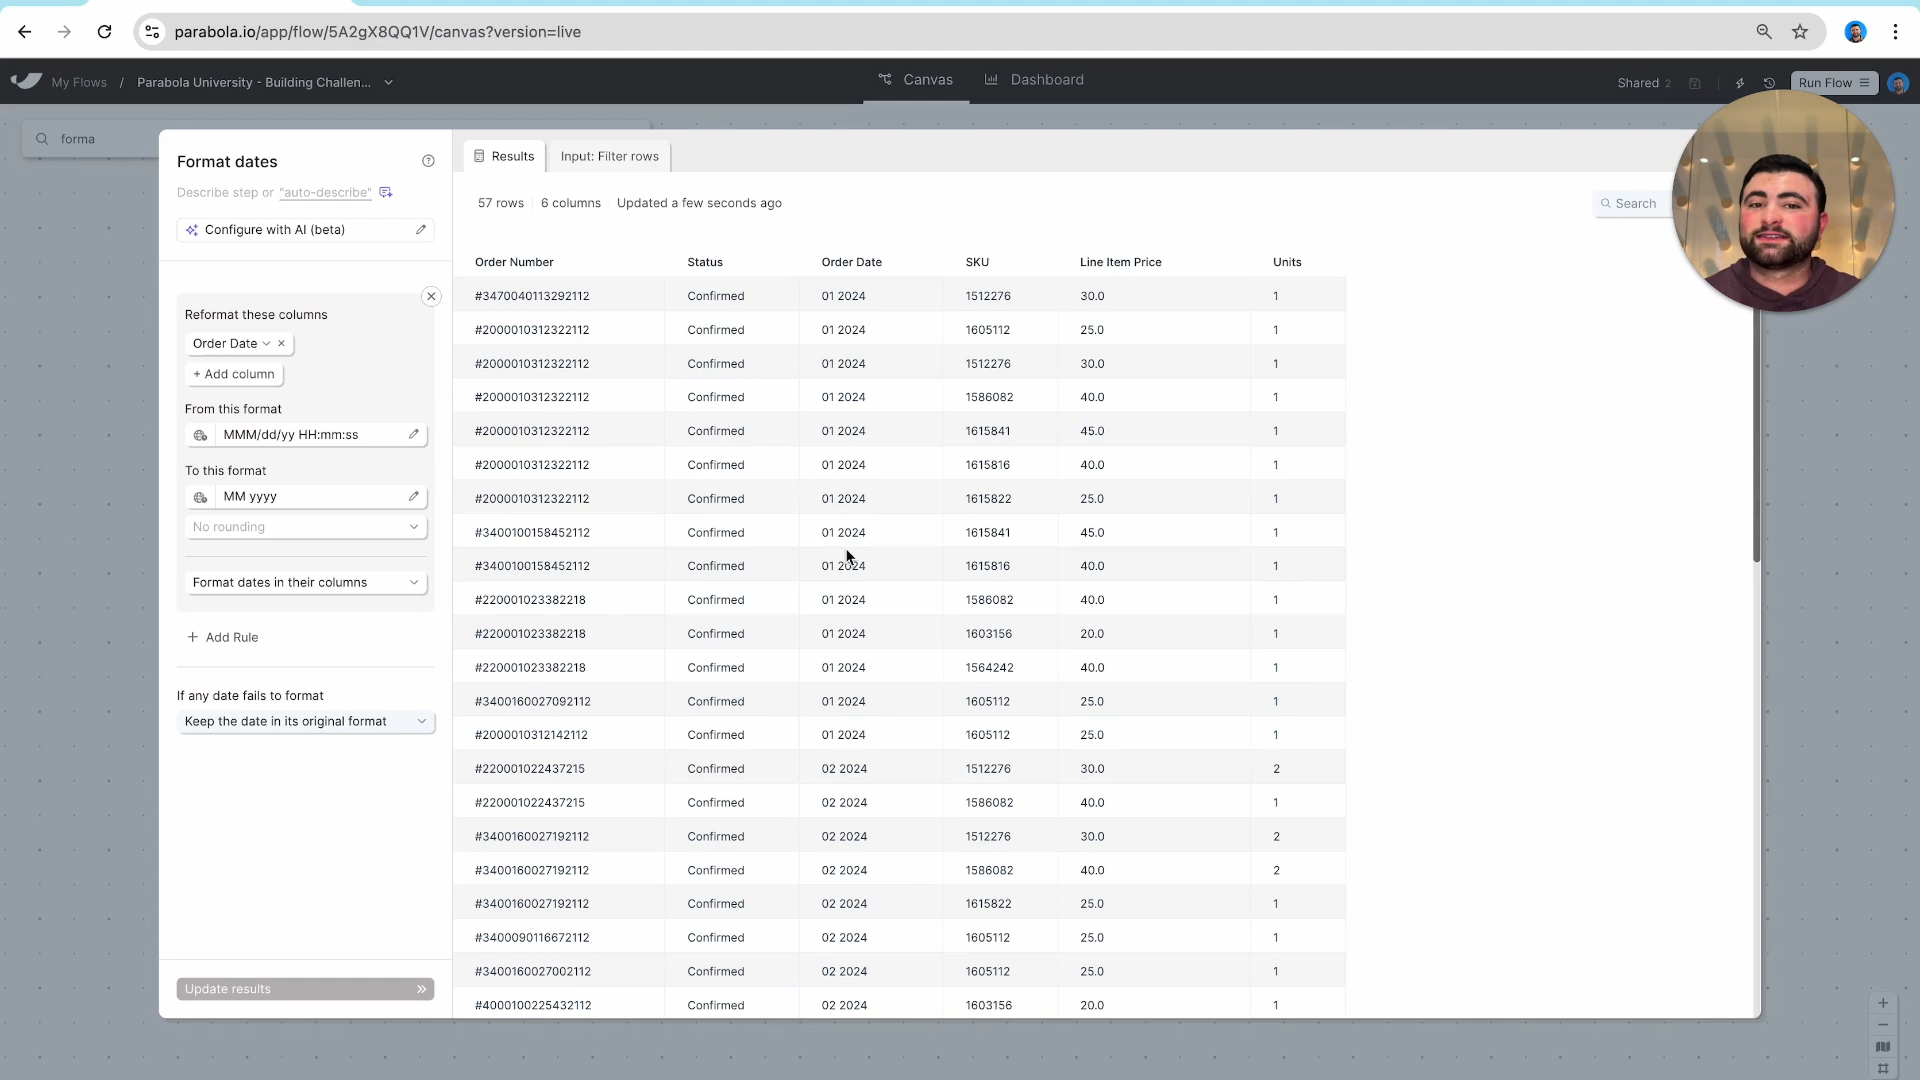 parabola.io/app/flow/5A2gX8QQ1V/canvas?version=live
My Flows / Parabola University - Building Challen... Canvas Dashboard Shared 2 Run Flow
forma
Format dates
Describe step or "auto-describe"
Configure with AI (beta)
Reformat these columns
Order Date
+ Add column
From this format
MMM/dd/yy HH:mm:ss
To this format
MM yyyy
No rounding
Format dates in their columns
+ Add Rule
If any date fails to format
Keep the date in its original format
Update results
Results Input: Filter rows
57 rows 6 columns Updated a few seconds ago Search
Order Number Status Order Date SKU Line Item Price Units
#3470040113292112 Confirmed 01 2024 1512276 30.0 1
#2000010312322112 Confirmed 01 2024 1605112 25.0 1
#2000010312322112 Confirmed 01 2024 1512276 30.0 1
#2000010312322112 Confirmed 01 2024 1586082 40.0 1
#2000010312322112 Confirmed 01 2024 1615841 45.0 1
#2000010312322112 Confirmed 01 2024 1615816 40.0 1
#2000010312322112 Confirmed 01 2024 1615822 25.0 1
#3400100158452112 Confirmed 01 2024 1615841 45.0 1
#3400100158452112 Confirmed 01 2024 1615816 40.0 1
#220001023382218 Confirmed 01 2024 1586082 40.0 1
#220001023382218 Confirmed 01 2024 1603156 20.0 1
#220001023382218 Confirmed 01 2024 1564242 40.0 1
#3400160027092112 Confirmed 01 2024 1605112 25.0 1
#2000010312142112 Confirmed 01 2024 1605112 25.0 1
#220001022437215 Confirmed 02 2024 1512276 30.0 2
#220001022437215 Confirmed 02 2024 1586082 40.0 1
#3400160027192112 Confirmed 02 2024 1512276 30.0 2
#3400160027192112 Confirmed 02 2024 1586082 40.0 2
#3400160027192112 Confirmed 02 2024 1615822 25.0 1
#3400090116672112 Confirmed 02 2024 1605112 25.0 1
#3400160027002112 Confirmed 02 2024 1605112 25.0 1
#4000100225432112 Confirmed 02 2024 1603156 20.0 1